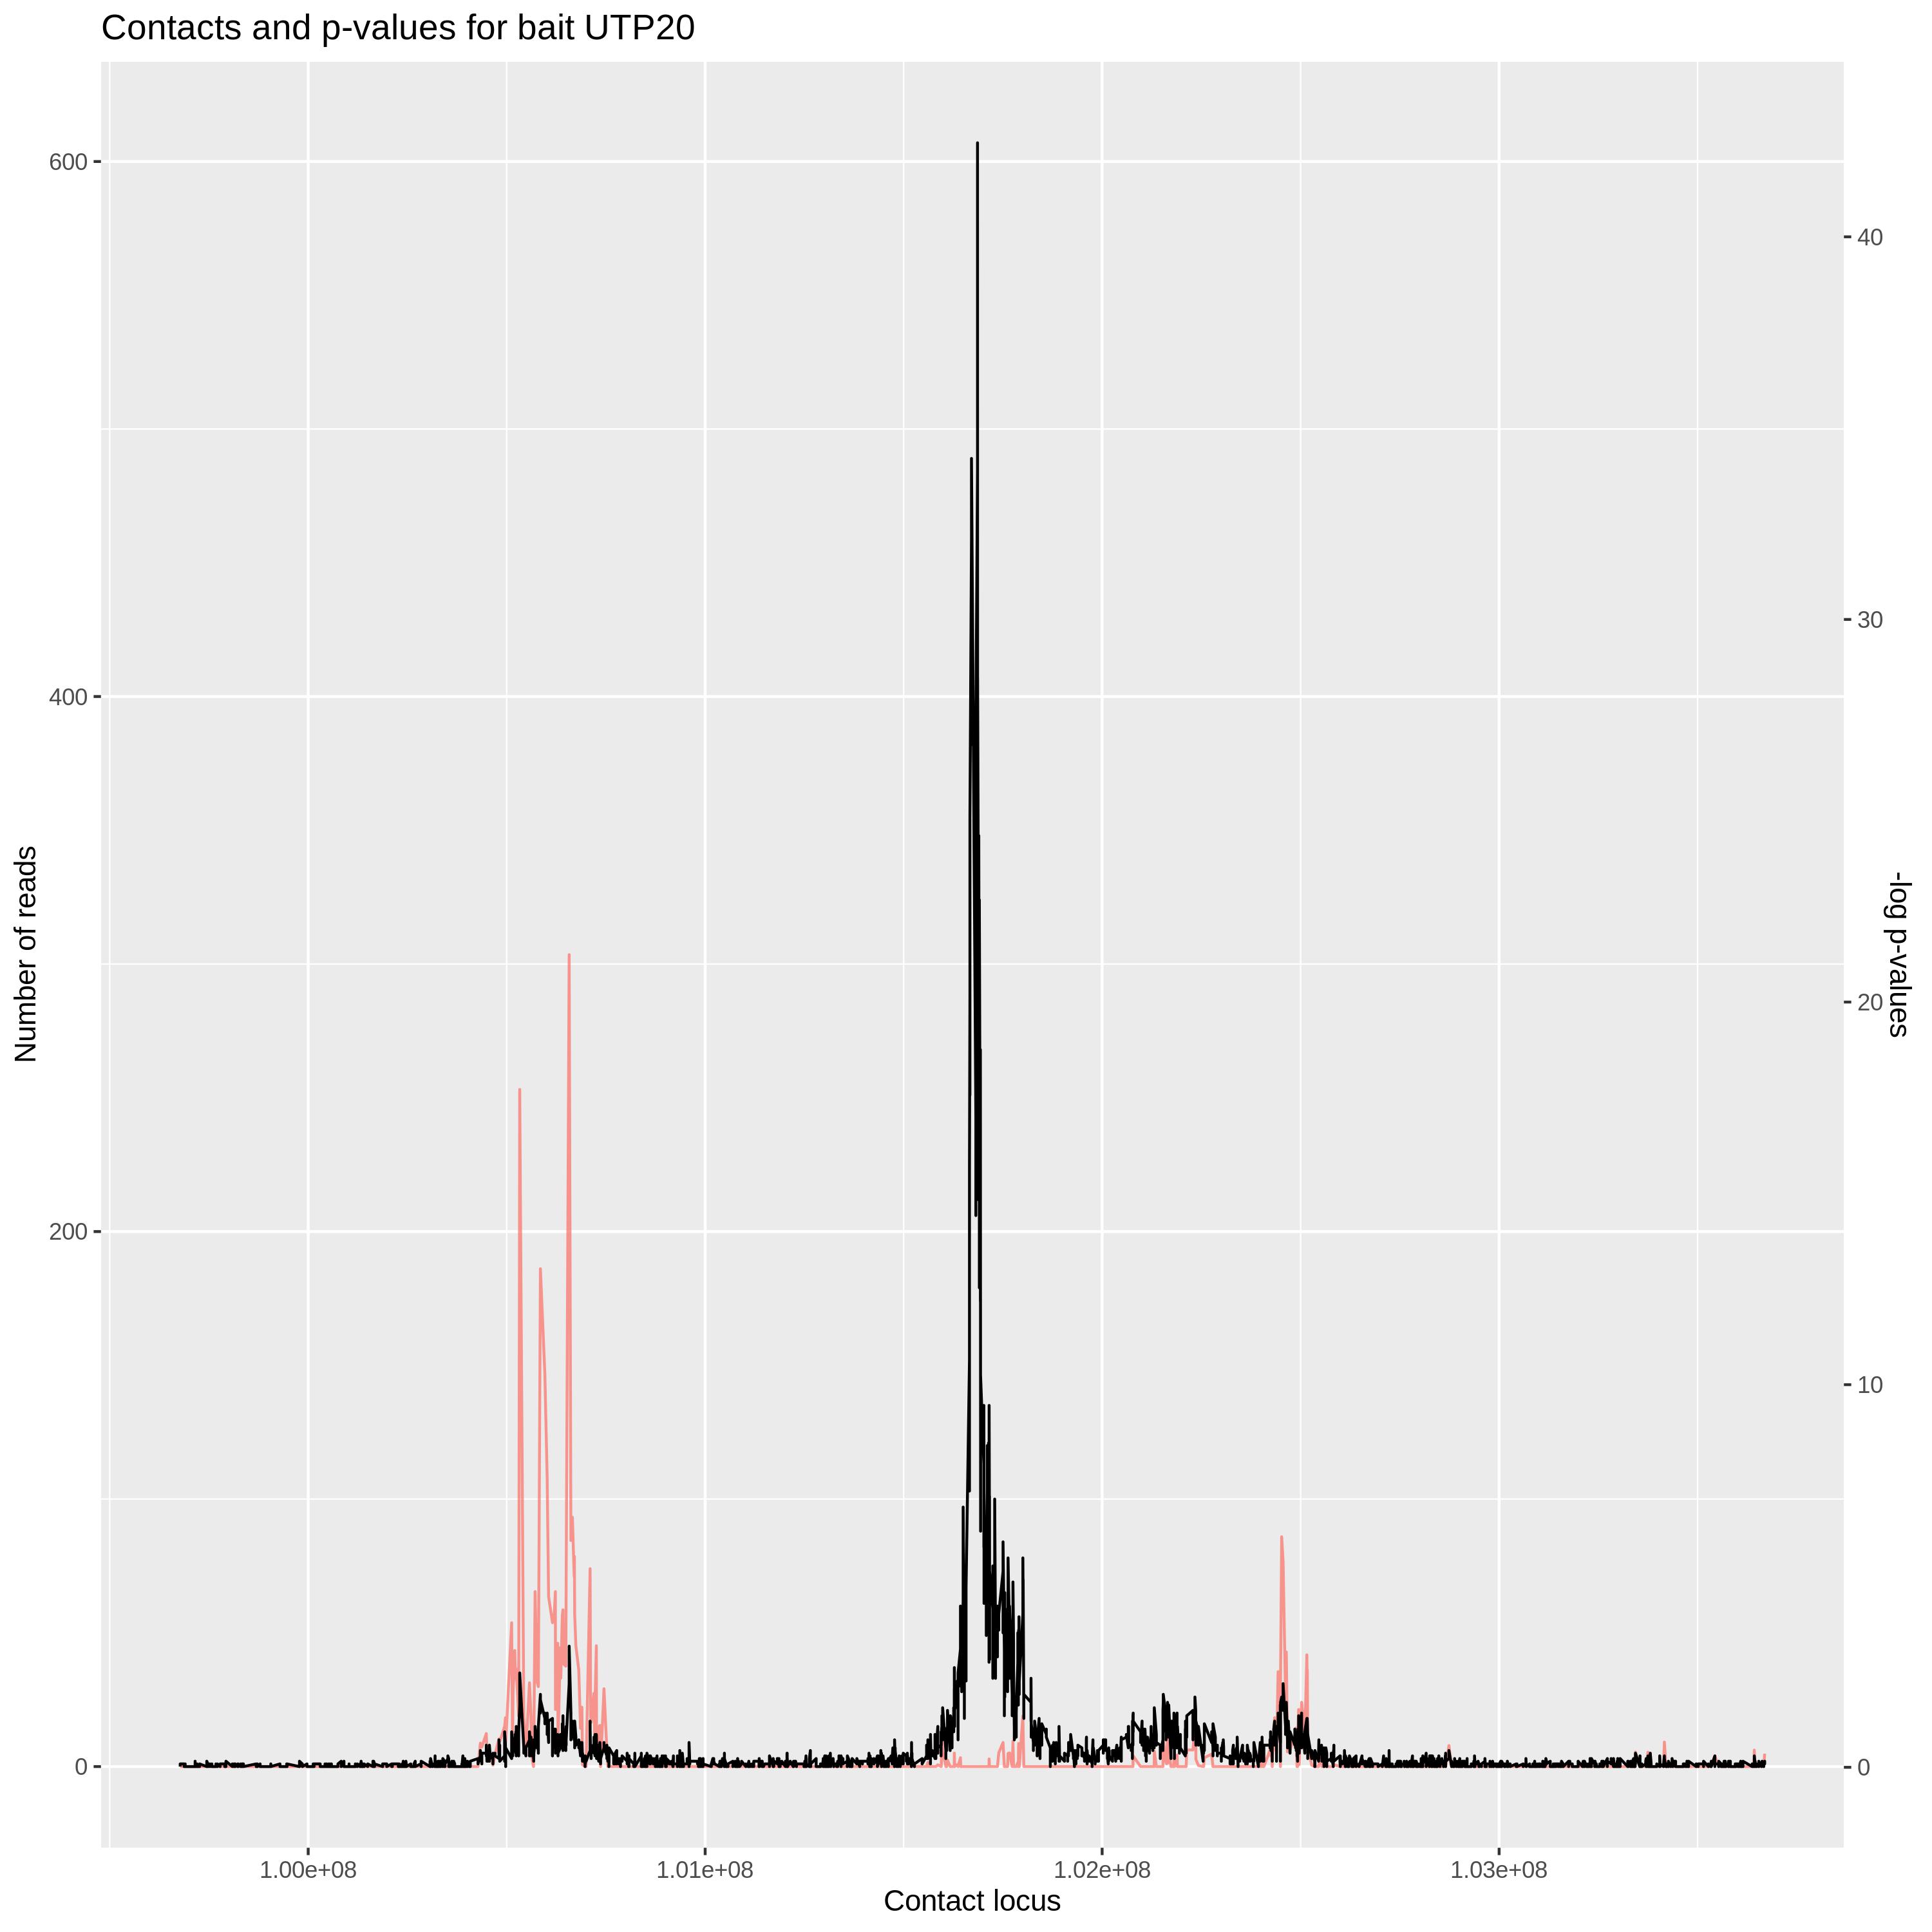 Contacts and p-values for bait UTP20
Number of reads
600
400
200
0
40
30
20
10
0
-log p-values
1.00e+08
1.01e+08
1.02e+08
1.03e+08
Contact locus